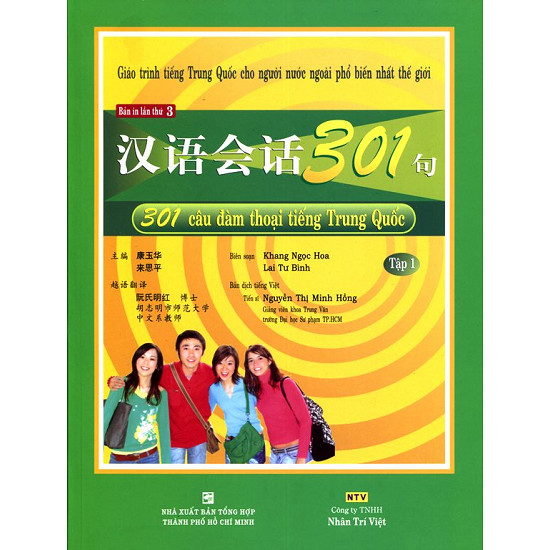 Giáo trình tiếng Trung Quốc cho người nước ngoài phổ biến nhất thế giới
Bản in lần thứ 3
汉语会话301句
301 câu đàm thoại tiếng Trung Quốc
Tập 1
主编 康玉华
来思平
越语翻译
阮氏明红 博士
胡志明市师范大学
中文系教师
Biên soạn Khang Ngọc Hoa
Lai Tư Bình
Bản dịch tiếng Việt
Tiến sĩ Nguyễn Thị Minh Hồng
Giảng viên khoa Trung Văn
trường Đại học Sư phạm TP.HCM
NHÀ XUẤT BẢN TỔNG HỢP
THÀNH PHỐ HỒ CHÍ MINH
NTV
Công ty TNHH
Nhân Trí Việt